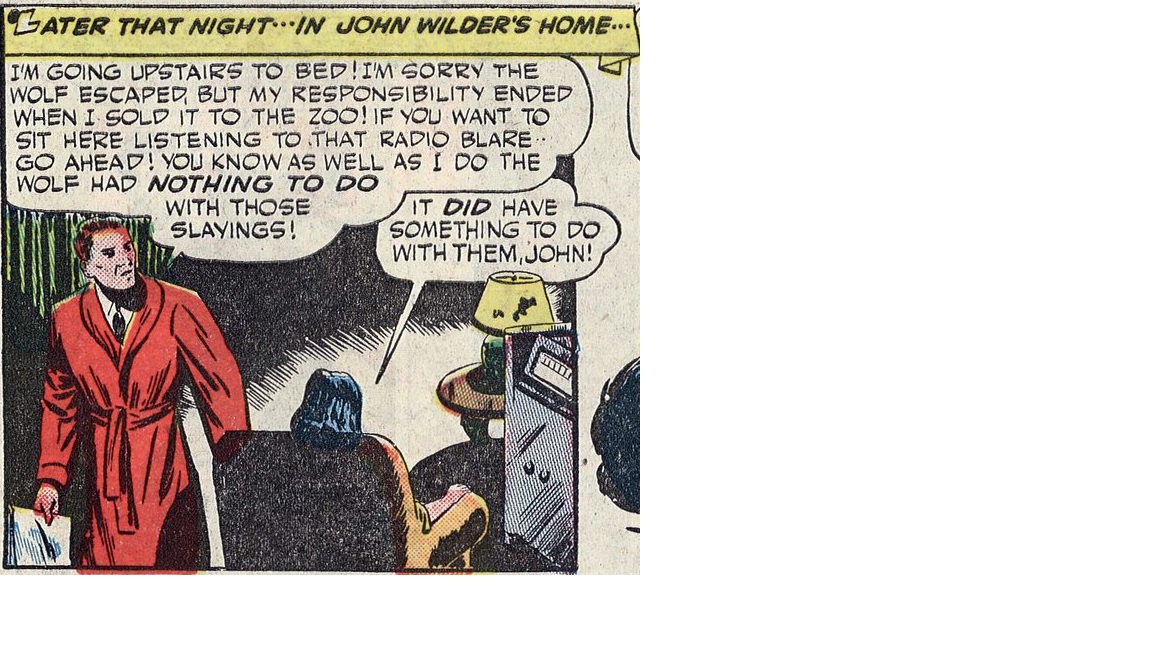 LATER THAT NIGHT···IN JOHN WILDER'S HOME···
I'M GOING UPSTAIRS TO BED! I'M SORRY THE
WOLF ESCAPED, BUT MY RESPONSIBILITY ENDED
WHEN I SOLD IT TO THE ZOO! IF YOU WANT TO
SIT HERE LISTENING TO THAT RADIO BLARE··
GO AHEAD! YOU KNOW AS WELL AS I DO THE
WOLF HAD NOTHING TO DO
WITH THOSE
SLAYINGS!
IT DID HAVE
SOMETHING TO DO
WITH THEM, JOHN!